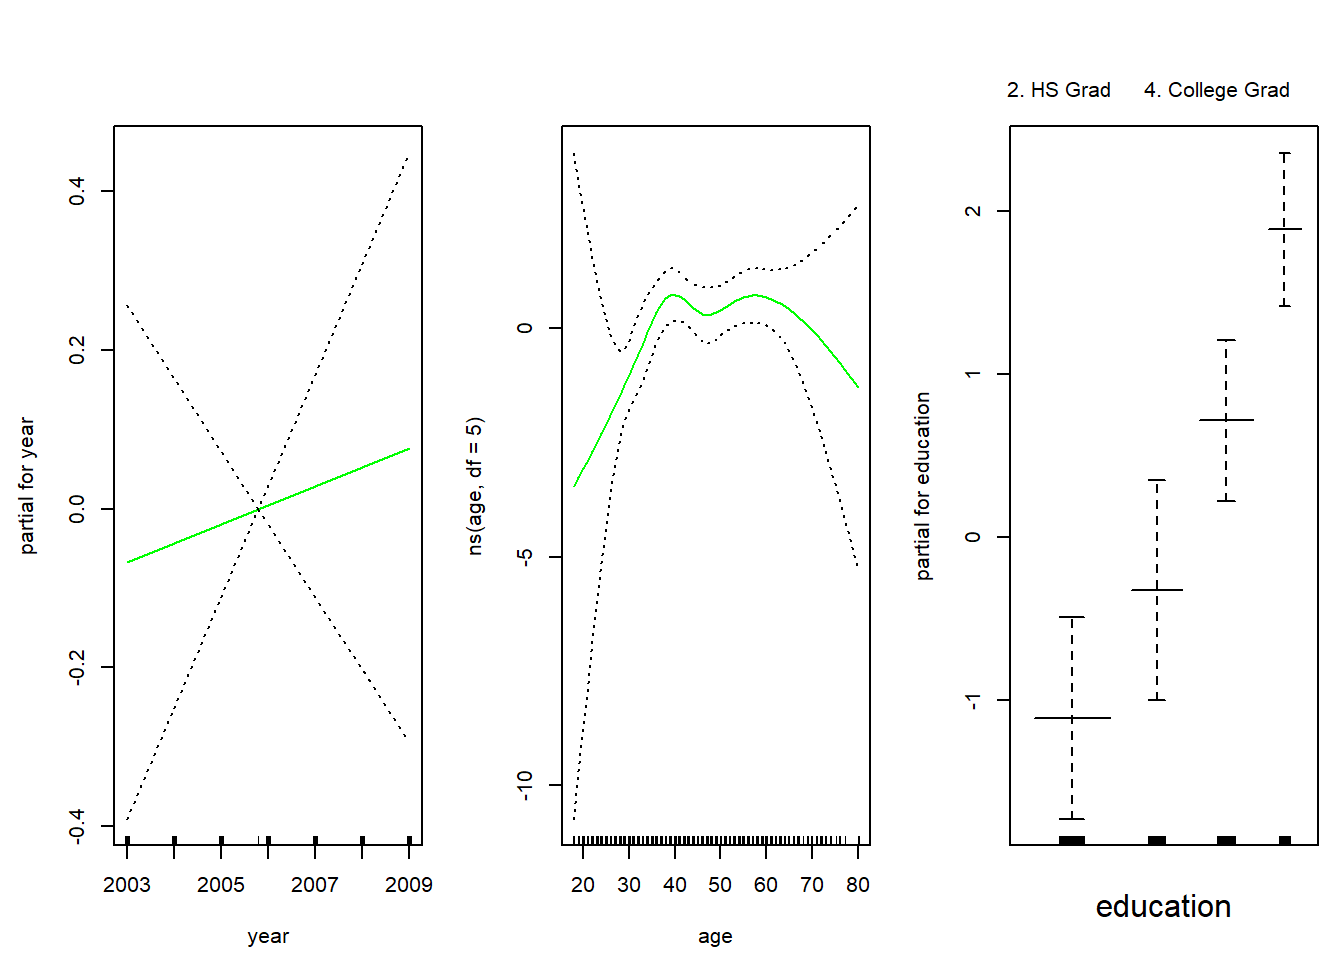 2. HS Grad 4. College Grad
partial for year
0.4
0.2
0.0
-0.2
-0.4
2003 2005 2007 2009
year
ns(age, df = 5)
0
-5
-10
20 30 40 50 60 70 80
age
partial for education
2
1
0
-1
education